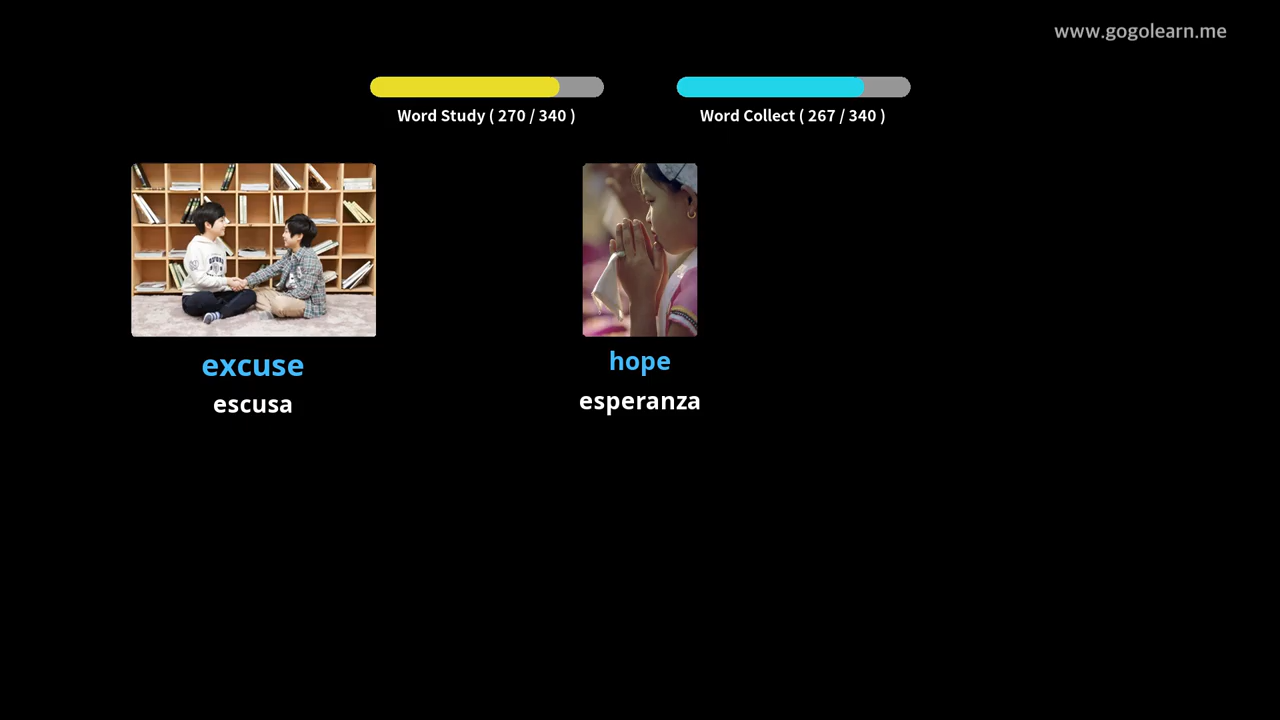 www.gogolearn.me
Word Study ( 270 / 340 )
Word Collect ( 267 / 340 )
excuse
escusa
hope
esperanza